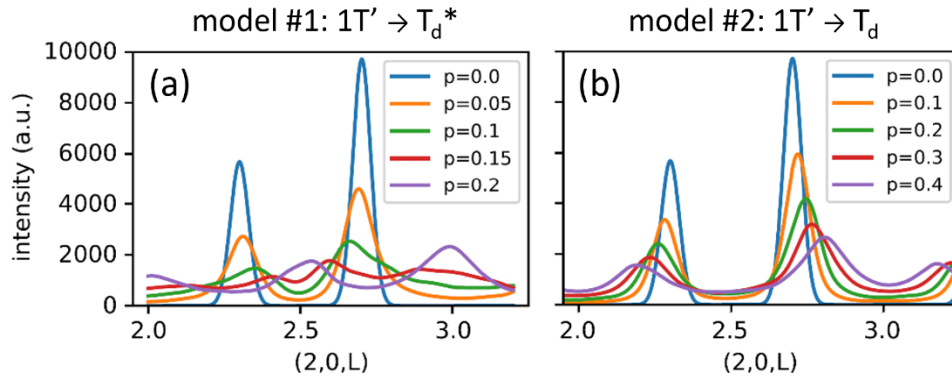 model #1: 1T’ → Td*
model #2: 1T’ → Td
(a)
p=0.0
p=0.05
p=0.1
p=0.15
p=0.2
10000
8000
6000
4000
2000
0
intensity (a.u.)
2.0
2.5
3.0
(2,0,L)
(b)
p=0.0
p=0.1
p=0.2
p=0.3
p=0.4
2.0
2.5
3.0
(2,0,L)